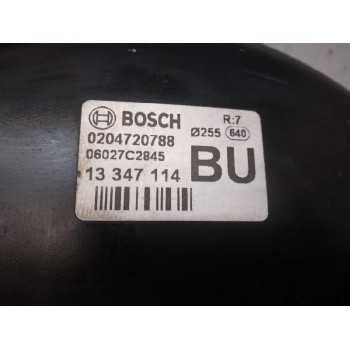 BOSCH R:7
0204720788 Ø255 640
06027C2845
13 347 114 BU